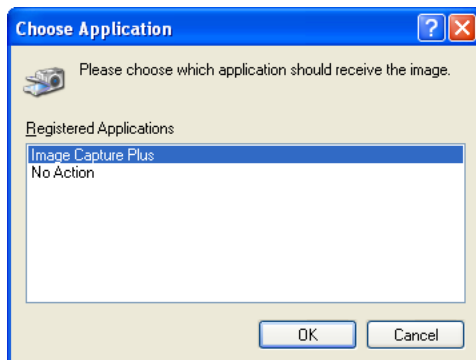 Choose Application
Please choose which application should receive the image.
Registered Applications
Image Capture Plus
No Action
OK
Cancel